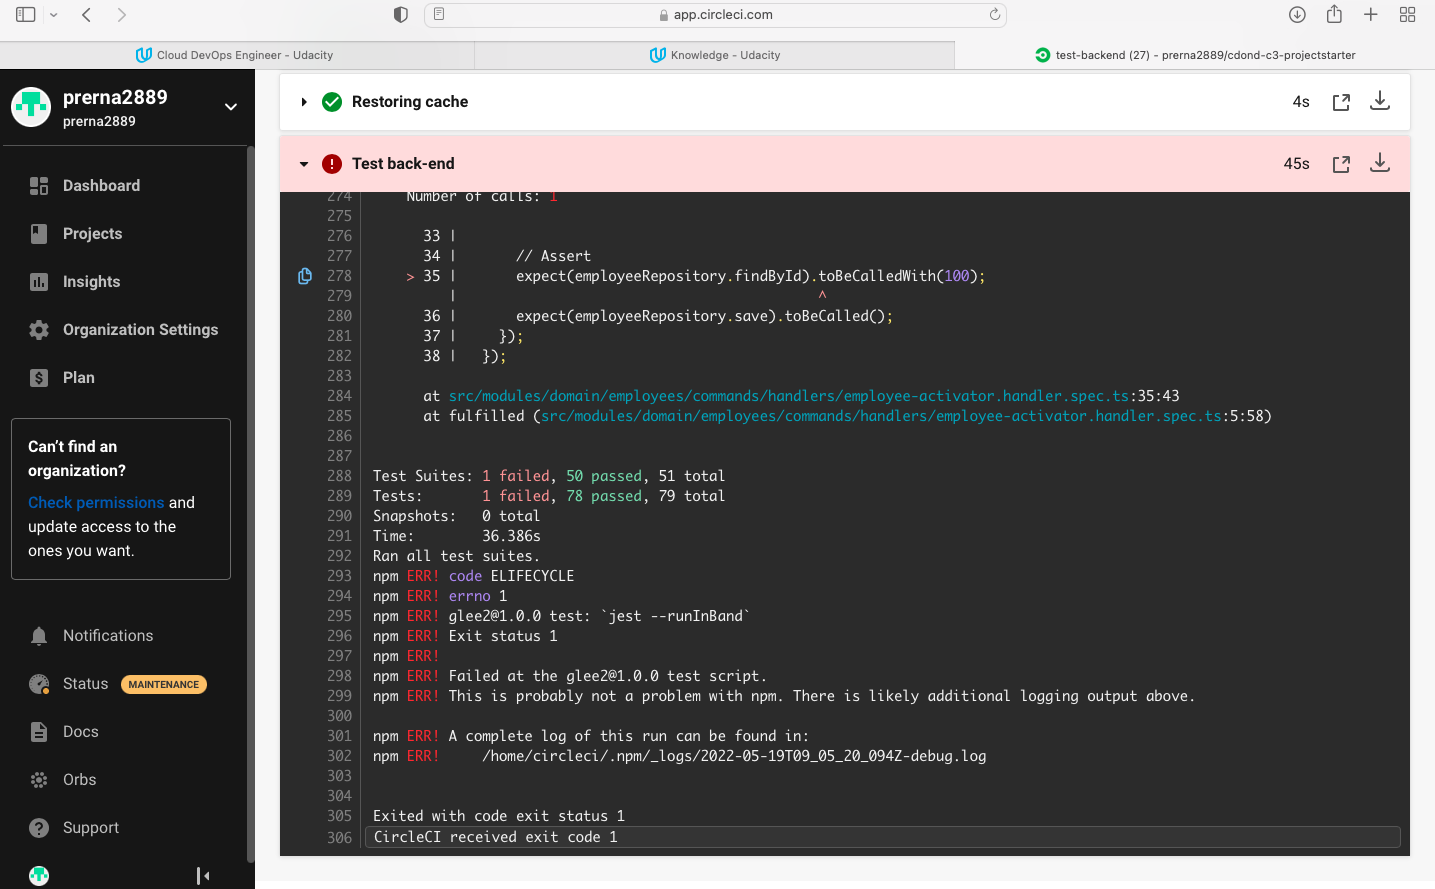 app.circleci.com
Cloud DevOps Engineer - Udacity
Knowledge - Udacity
test-backend (27) - prerna2889/cdond-c3-projectstarter
prerna2889
prerna2889
Dashboard
Projects
Insights
Organization Settings
Plan
Can't find an
organization?
Check permissions and
update access to the
ones you want.
Notifications
Status MAINTENANCE
Docs
Orbs
Support
Restoring cache 4s
Test back-end 45s
274 Number of calls: 1
275
276 33 |
277 34 | // Assert
278 > 35 | expect(employeeRepository.findById).toBeCalledWith(100);
279 | ^
280 36 | expect(employeeRepository.save).toBeCalled();
281 37 | });
282 38 | });
283
284 at src/modules/domain/employees/commands/handlers/employee-activator.handler.spec.ts:35:43
285 at fulfilled (src/modules/domain/employees/commands/handlers/employee-activator.handler.spec.ts:5:58)
286
287
288 Test Suites: 1 failed, 50 passed, 51 total
289 Tests: 1 failed, 78 passed, 79 total
290 Snapshots: 0 total
291 Time: 36.386s
292 Ran all test suites.
293 npm ERR! code ELIFECYCLE
294 npm ERR! errno 1
295 npm ERR! glee2@1.0.0 test: `jest --runInBand`
296 npm ERR! Exit status 1
297 npm ERR!
298 npm ERR! Failed at the glee2@1.0.0 test script.
299 npm ERR! This is probably not a problem with npm. There is likely additional logging output above.
300
301 npm ERR! A complete log of this run can be found in:
302 npm ERR! /home/circleci/.npm/_logs/2022-05-19T09_05_20_094Z-debug.log
303
304
305 Exited with code exit status 1
306 CircleCI received exit code 1